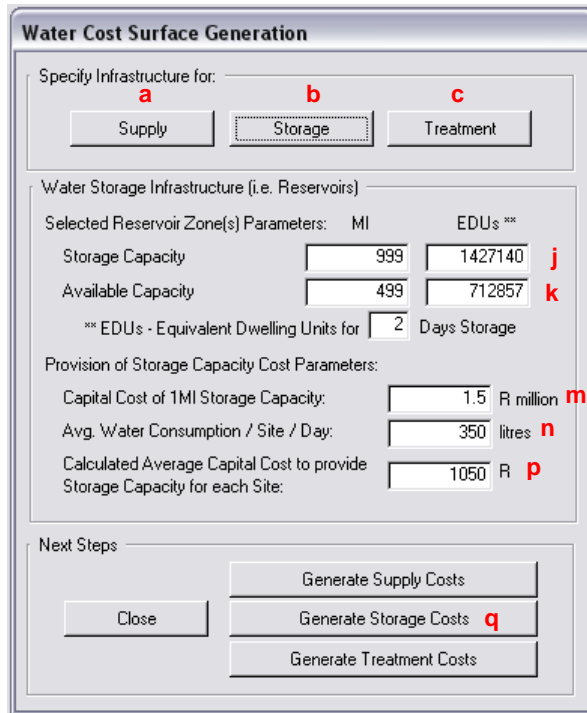 Water Cost Surface Generation
Specify Infrastructure for:
a b c
Supply Storage Treatment
Water Storage Infrastructure (i.e. Reservoirs)
Selected Reservoir Zone(s) Parameters: Ml EDUs **
Storage Capacity 999 1427140 j
Available Capacity 499 712857 k
** EDUs - Equivalent Dwelling Units for 2 Days Storage
Provision of Storage Capacity Cost Parameters:
Capital Cost of 1Ml Storage Capacity: 1.5 R million m
Avg. Water Consumption / Site / Day: 350 litres n
Calculated Average Capital Cost to provide
Storage Capacity for each Site: 1050 R p
Next Steps
Generate Supply Costs
Close Generate Storage Costs q
Generate Treatment Costs